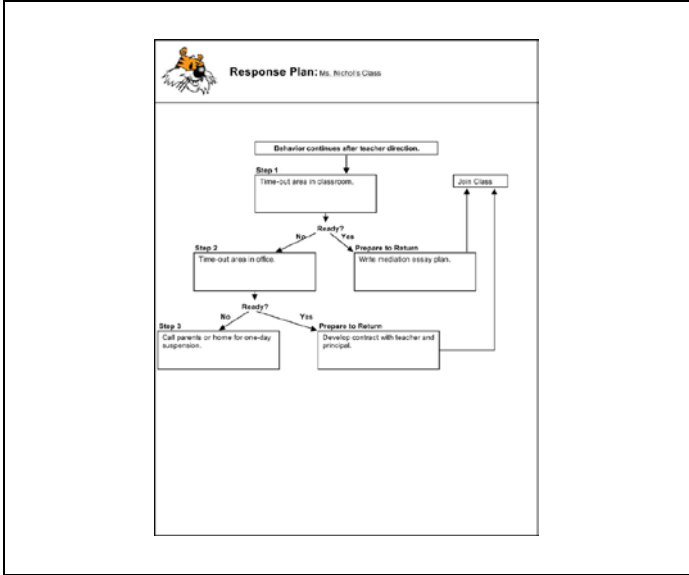 Response Plan: Ms. Nichol's Class
Behavior continues after teacher direction.
Step 1
Time-out area in classroom.
Join Class
Ready?
No
Yes
Step 2
Time-out area in office.
Prepare to Return
Write mediation essay plan.
Ready?
No
Yes
Step 3
Call parents or home for one-day
suspension.
Prepare to Return
Develop contract with teacher and
principal.